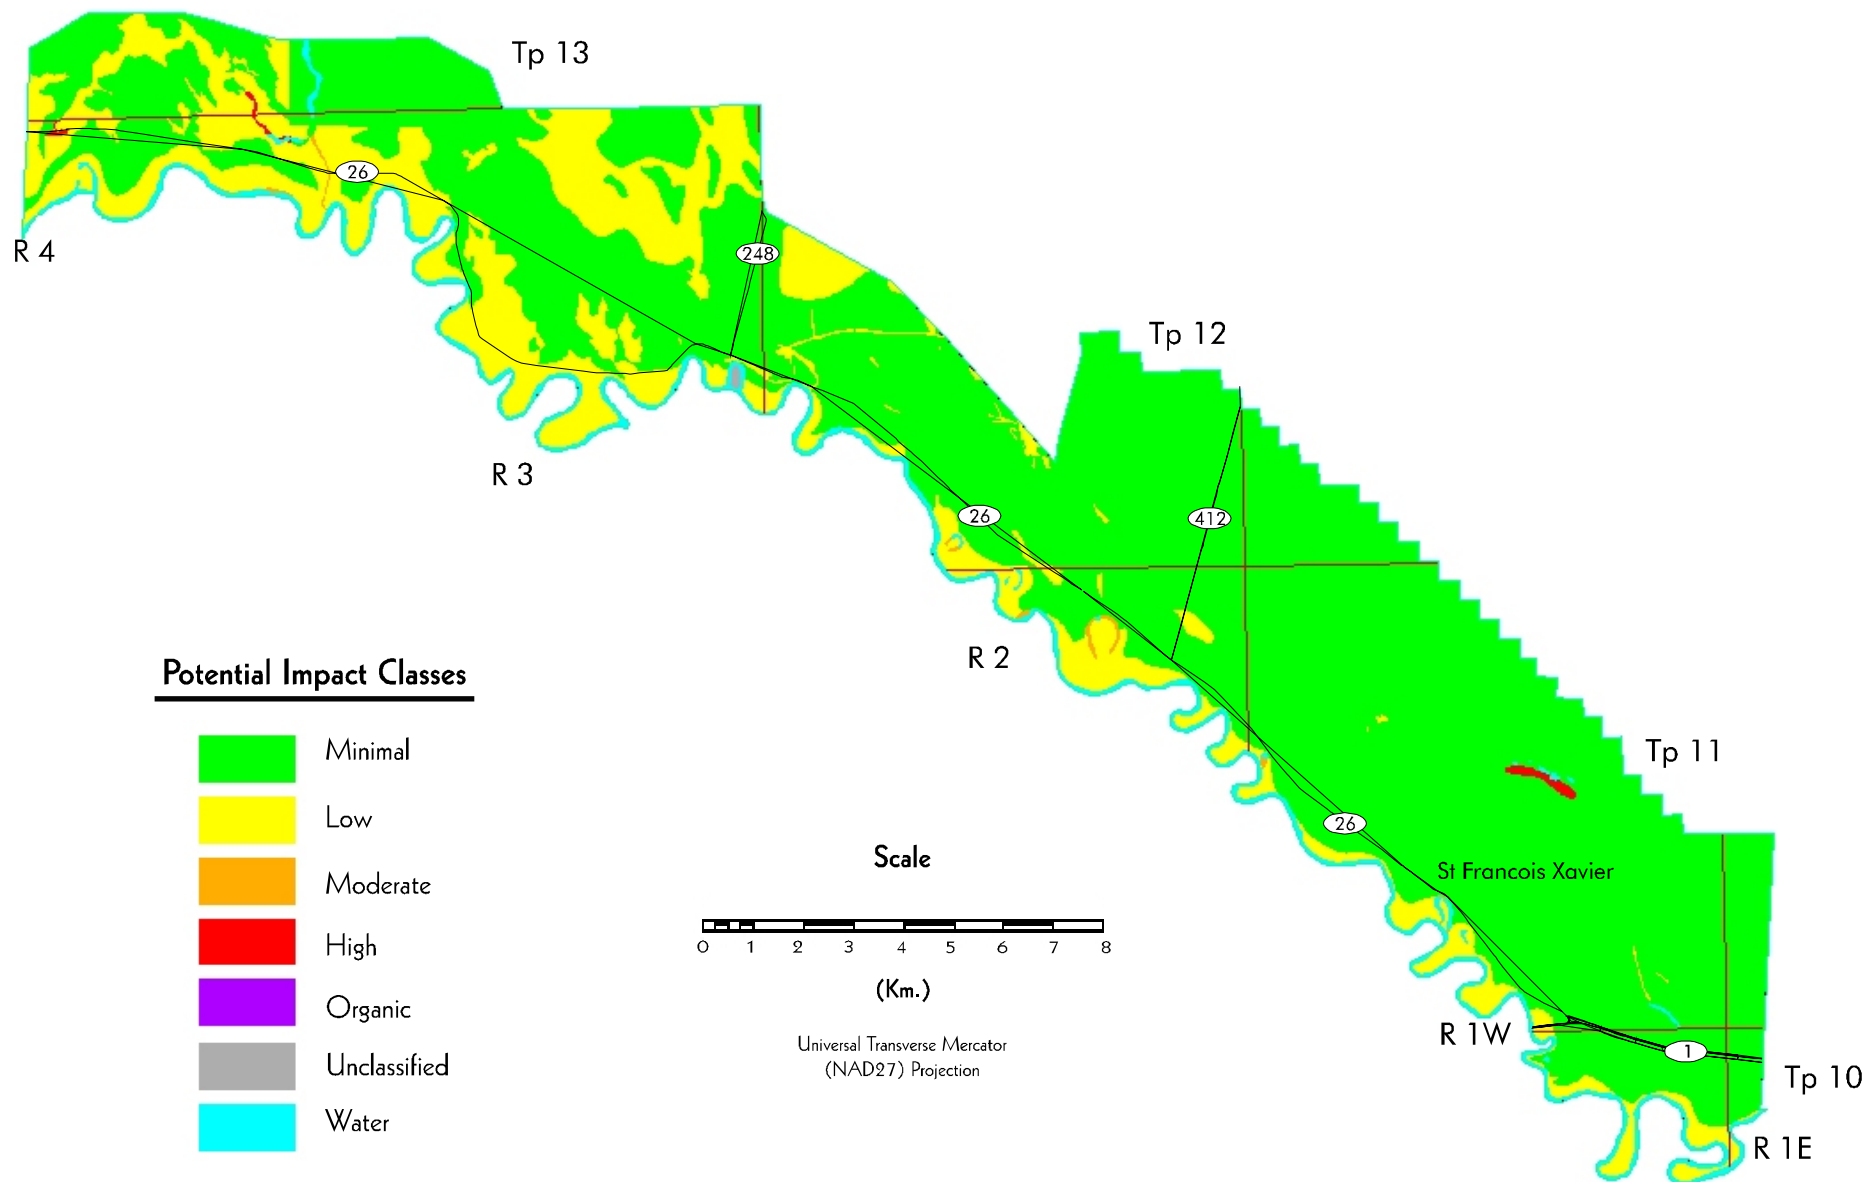 Tp 13
26
R 4
248
Tp 12
R 3
26
412
R 2
Potential Impact Classes
Minimal
Low
Moderate
High
Organic
Unclassified
Water
Tp 11
26
Scale
St Francois Xavier
0 1 2 3 4 5 6 7 8
(Km.)
R 1W
Universal Transverse Mercator
(NAD27) Projection
1
Tp 10
R 1E